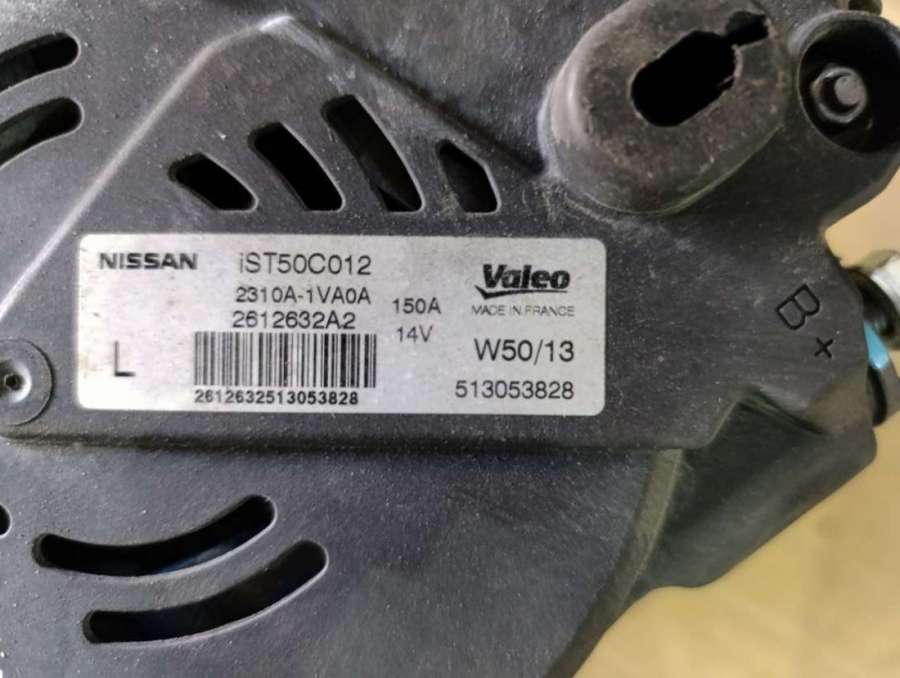 NISSAN iST50C012
2310A-1VA0A
2612632A2
150A
14V
L
2612632513053828
Valeo
MADE IN FRANCE
W50/13
513053828
B+